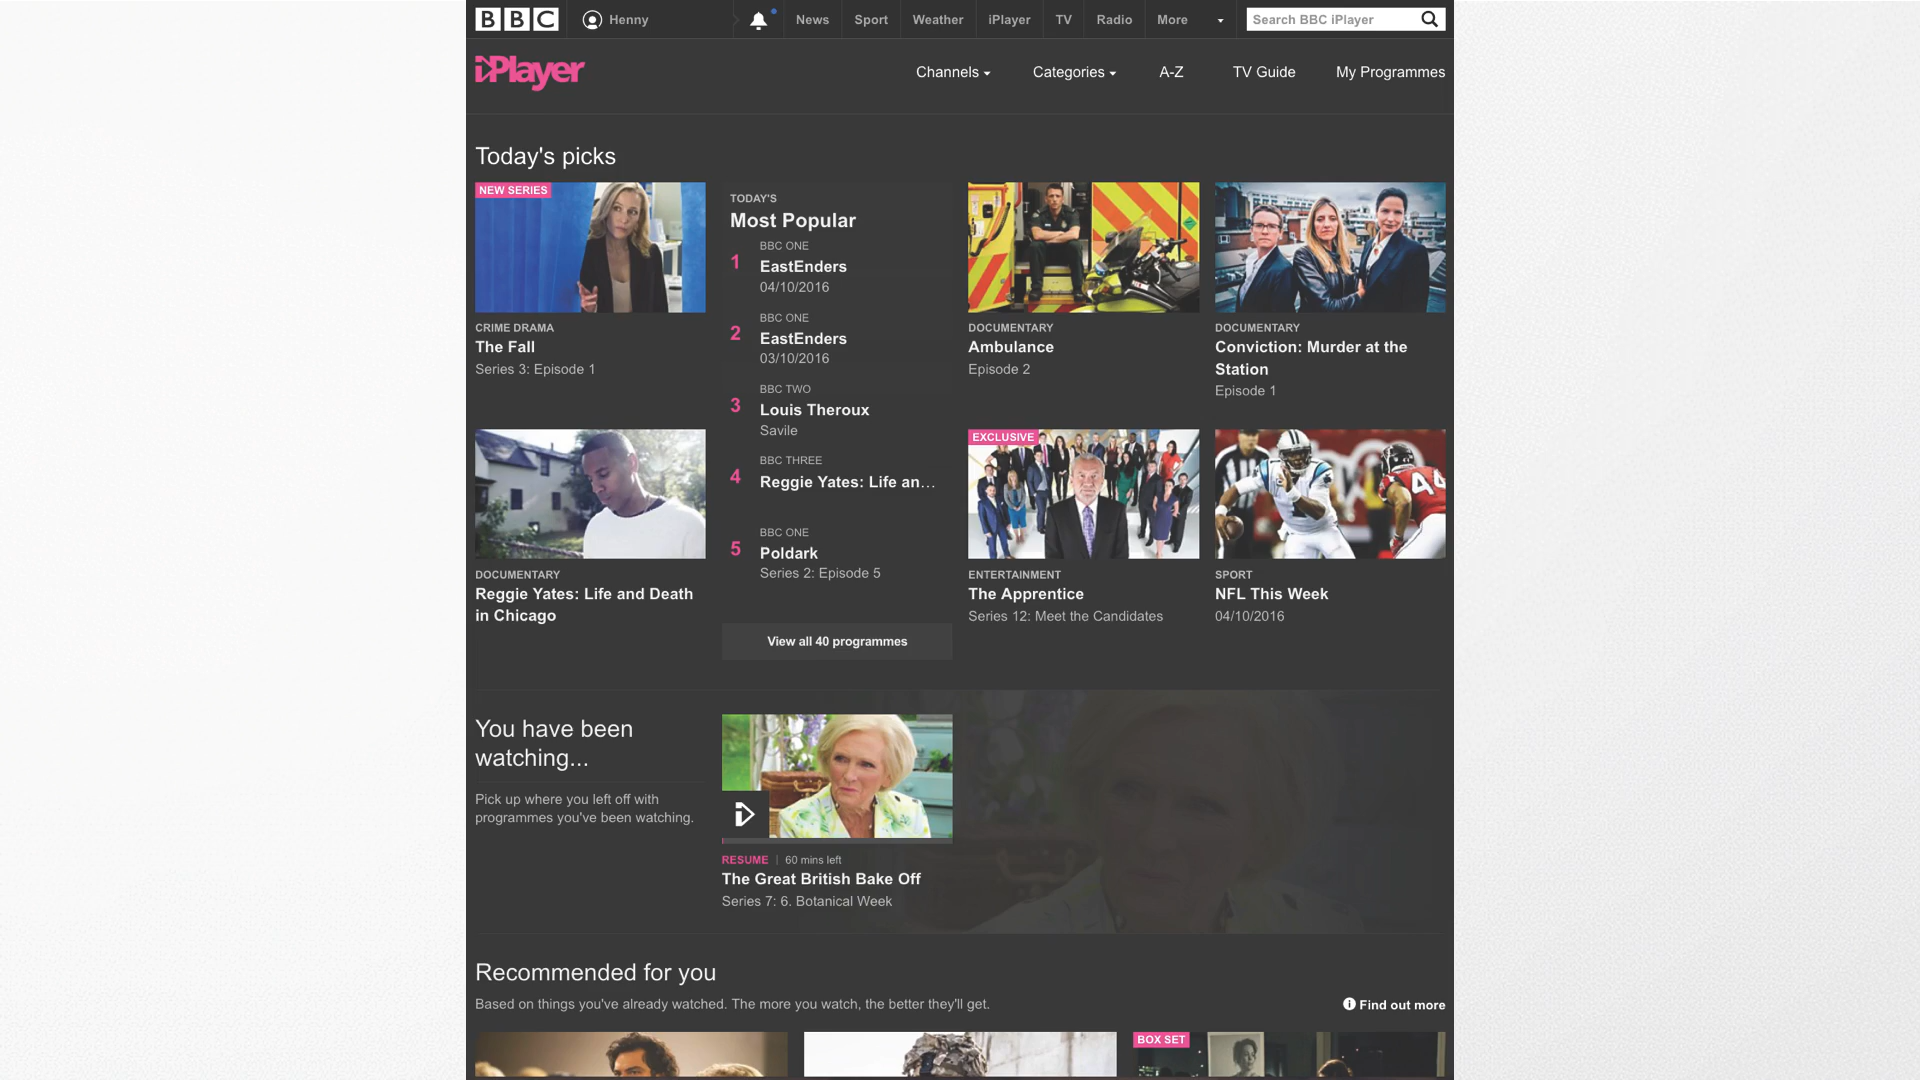 BBC
Henny
News
Sport
Weather
iPlayer
TV
Radio
More
Search BBC iPlayer
iPlayer
Channels
Categories
A-Z
TV Guide
My Programmes
Today's picks
NEW SERIES
CRIME DRAMA
The Fall
Series 3: Episode 1
TODAY'S
Most Popular
BBC ONE
1
EastEnders
04/10/2016
BBC ONE
2
EastEnders
03/10/2016
BBC TWO
3
Louis Theroux
Savile
BBC THREE
4
Reggie Yates: Life an…
BBC ONE
5
Poldark
Series 2: Episode 5
View all 40 programmes
DOCUMENTARY
Ambulance
Episode 2
DOCUMENTARY
Conviction: Murder at the
Station
Episode 1
DOCUMENTARY
Reggie Yates: Life and Death
in Chicago
EXCLUSIVE
ENTERTAINMENT
The Apprentice
Series 12: Meet the Candidates
44
SPORT
NFL This Week
04/10/2016
You have been
watching...
Pick up where you left off with
programmes you've been watching.
RESUME | 60 mins left
The Great British Bake Off
Series 7: 6. Botanical Week
Recommended for you
Based on things you've already watched. The more you watch, the better they'll get.
Find out more
BOX SET